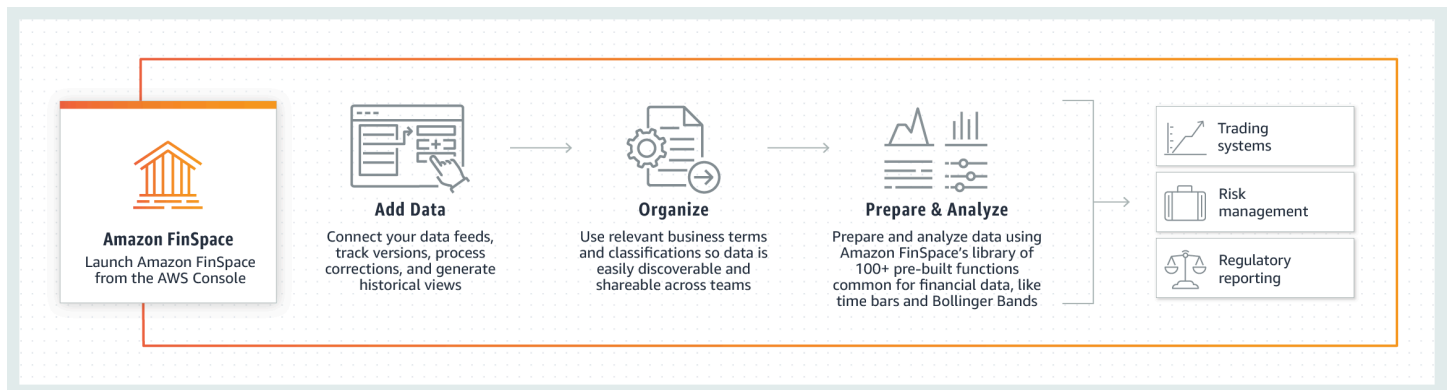 Amazon FinSpace
Launch Amazon FinSpace
from the AWS Console
Add Data
Connect your data feeds,
track versions, process
corrections, and generate
historical views
Organize
Use relevant business terms
and classifications so data is
easily discoverable and
shareable across teams
Prepare & Analyze
Prepare and analyze data using
Amazon FinSpace's library of
100+ pre-built functions
common for financial data, like
time bars and Bollinger Bands
Trading
systems
Risk
management
Regulatory
reporting